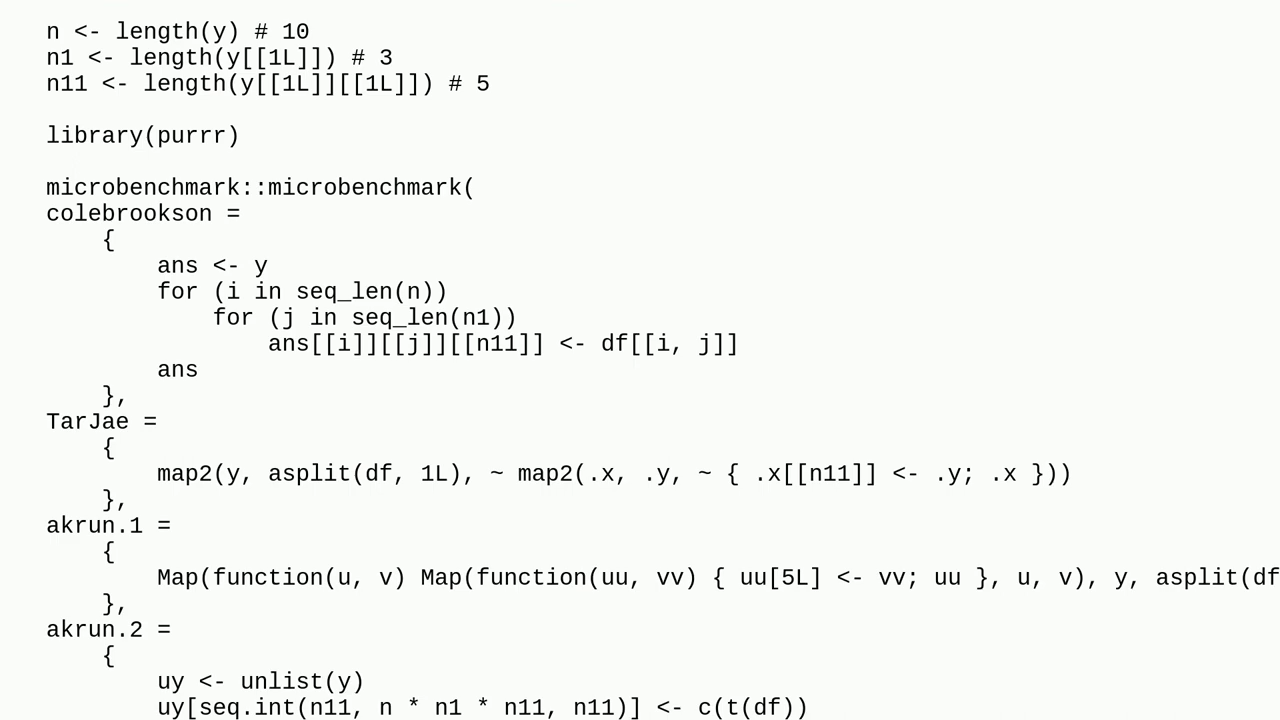 n <- length(y) # 10
n1 <- length(y[[1L]]) # 3
n11 <- length(y[[1L]][[1L]]) # 5
library(purrr)
microbenchmark::microbenchmark(
colebrookson =
    {
        ans <- y
        for (i in seq_len(n))
            for (j in seq_len(n1))
                ans[[i]][[j]][[n11]] <- df[[i, j]]
        ans
    },
TarJae =
    {
        map2(y, asplit(df, 1L), ~ map2(.x, .y, ~ { .x[[n11]] <- .y; .x }))
    },
akrun.1 =
    {
        Map(function(u, v) Map(function(uu, vv) { uu[5L] <- vv; uu }, u, v), y, asplit(df
    },
akrun.2 =
    {
        uy <- unlist(y)
        uy[seq.int(n11, n * n1 * n11, n11)] <- c(t(df))